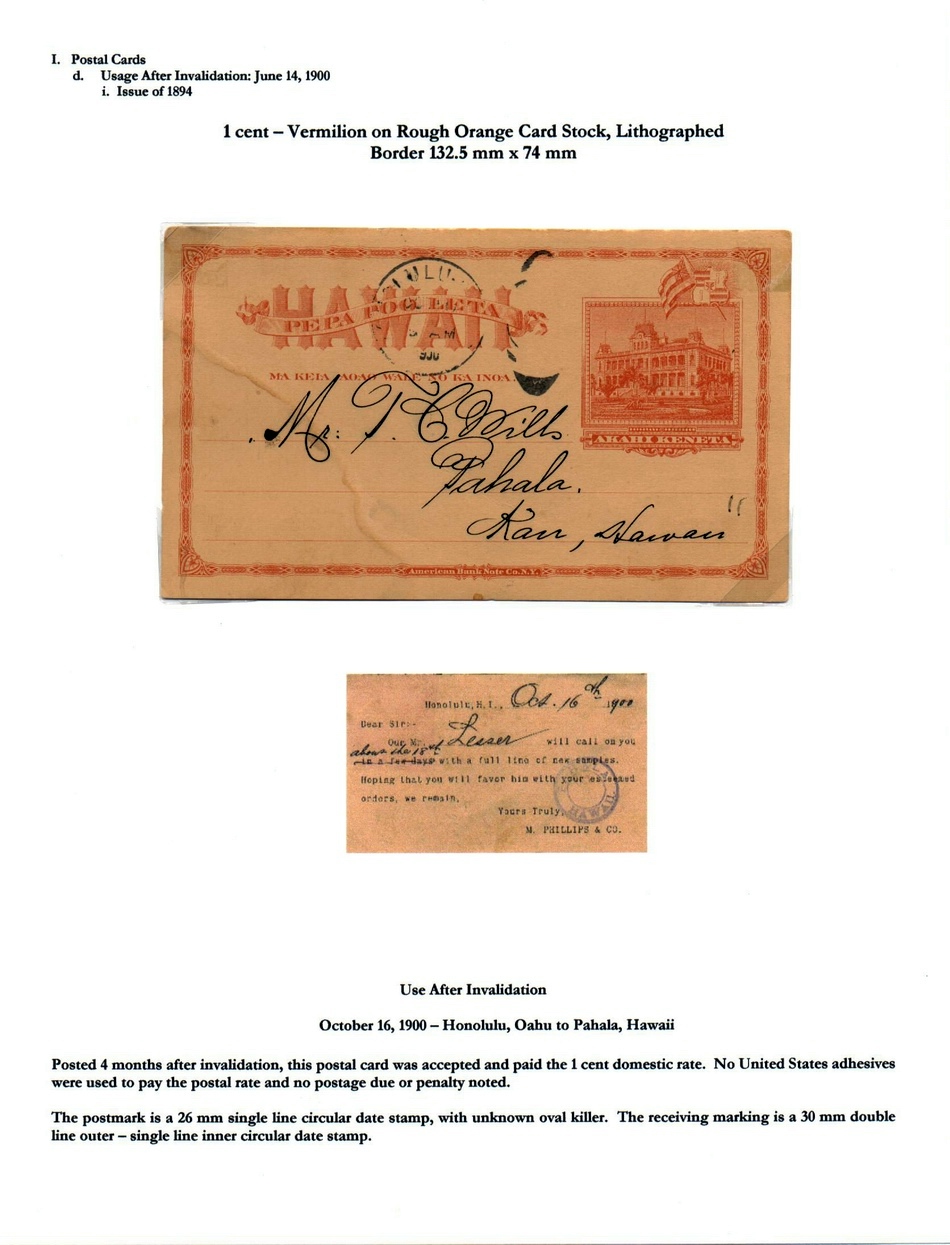 I. Postal Cards
d. Usage After Invalidation: June 14, 1900
i. Issue of 1894
1 cent – Vermilion on Rough Orange Card Stock, Lithographed
Border 132.5 mm x 74 mm
HAWAII
PEPA POO LETA
MA KEIA AOAO WALE NO KA INOA.
AKAHI KENETA
Mr. T. C. Wills
Pahala.
Kau, Hawaii
American Bank Note Co. N.Y.
Honolulu, H.I., Oct. 16th 1900
Dear Sir:-
Our Mr. Lesser will call on you
about the 18th
in a few days with a full line of new samples.
Hoping that you will favor him with your esteemed
orders, we remain,
Yours Truly,
M. PHILLIPS & CO.
HAWAII.
Use After Invalidation
October 16, 1900 – Honolulu, Oahu to Pahala, Hawaii
Posted 4 months after invalidation, this postal card was accepted and paid the 1 cent domestic rate. No United States adhesives
were used to pay the postal rate and no postage due or penalty noted.
The postmark is a 26 mm single line circular date stamp, with unknown oval killer. The receiving marking is a 30 mm double
line outer – single line inner circular date stamp.